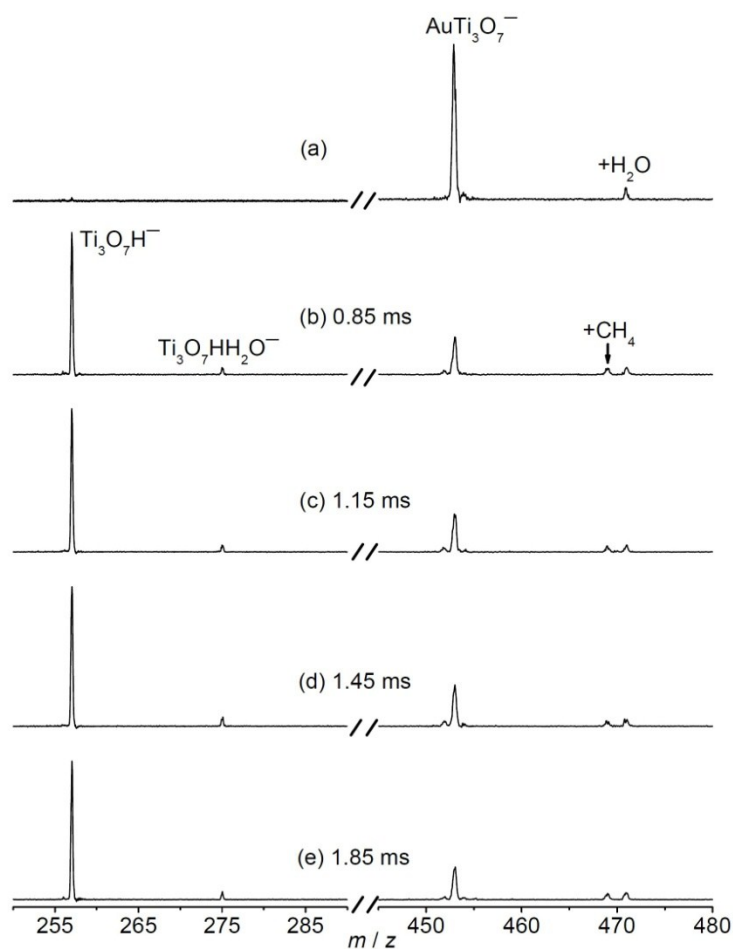 AuTi₃O₇⁻
(a)
+H₂O
Ti₃O₇H⁻
(b) 0.85 ms
+CH₄
Ti₃O₇HH₂O⁻
(c) 1.15 ms
(d) 1.45 ms
(e) 1.85 ms
255 265 275 285 450 460 470 480
m / z